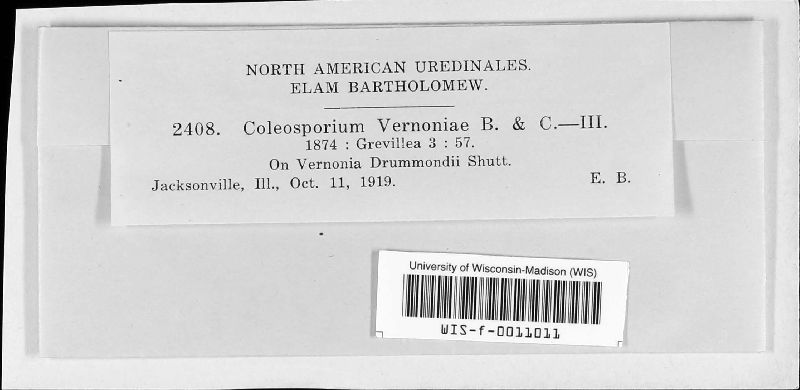 NORTH AMERICAN UREDINALES.
ELAM BARTHOLOMEW.
2408. Coleosporium Vernoniae B. & C.—III.
1874 : Grevillea 3 : 57.
On Vernonia Drummondii Shutt.
Jacksonville, Ill., Oct. 11, 1919. E. B.
University of Wisconsin-Madison (WIS)
WIS-f-0011011